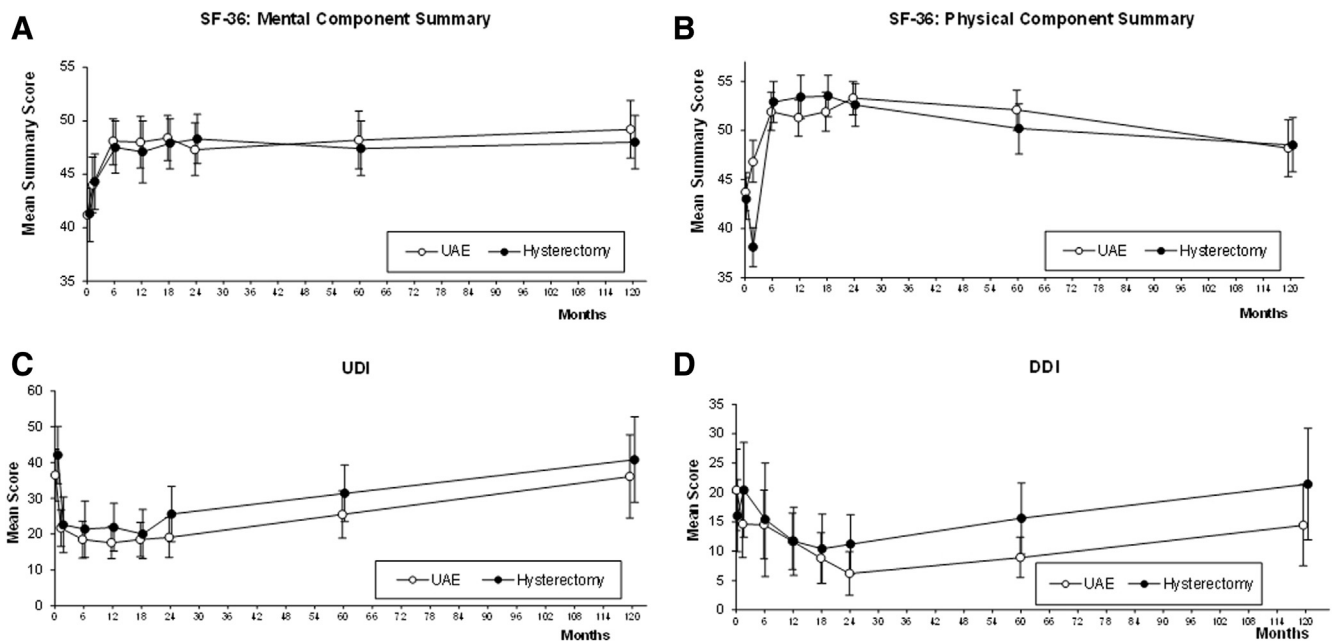 A
SF-36: Mental Component Summary
Mean Summary Score
55
50
45
40
35
UAE Hysterectomy
0 6 12 18 24 30 36 42 48 54 60 66 72 78 84 90 96 102 108 114 120
Months
B
SF-36: Physical Component Summary
Mean Summary Score
55
50
45
40
35
UAE Hysterectomy
0 6 12 18 24 30 36 42 48 54 60 66 72 78 84 90 96 102 108 114 120
Months
C
UDI
Mean Score
60
50
40
30
20
10
0
UAE Hysterectomy
0 6 12 18 24 30 36 42 48 54 60 66 72 78 84 90 96 102 108 114 120
Months
D
DDI
Mean Score
35
30
25
20
15
10
5
0
UAE Hysterectomy
0 6 12 18 24 30 36 42 48 54 60 66 72 78 84 90 96 102 108 114 120
Months